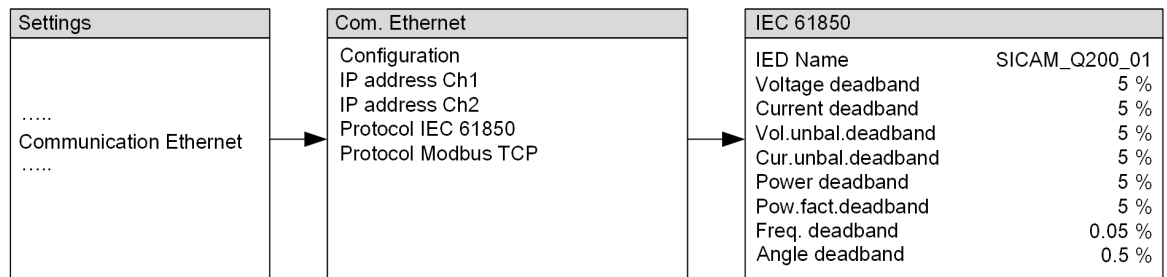 Settings
.....
Communication Ethernet
.....
Com. Ethernet
Configuration
IP address Ch1
IP address Ch2
Protocol IEC 61850
Protocol Modbus TCP
IEC 61850
IED Name SICAM_Q200_01
Voltage deadband 5 %
Current deadband 5 %
Vol.unbal.deadband 5 %
Cur.unbal.deadband 5 %
Power deadband 5 %
Pow.fact.deadband 5 %
Freq. deadband 0.05 %
Angle deadband 0.5 %